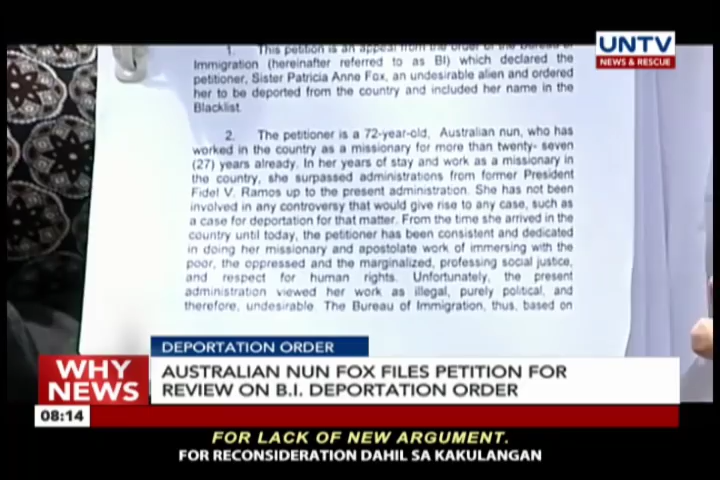 1. This petition is an appeal from the order of the Bureau of
Immigration (hereinafter referred to as BI) which declared the
petitioner, Sister Patricia Anne Fox, an undesirable alien and ordered
her to be deported from the country and included her name in the
Blacklist.
2. The petitioner is a 72-year-old, Australian nun, who has
worked in the country as a missionary for more than twenty- seven
(27) years already. In her years of stay and work as a missionary in
the country, she surpassed administrations from former President
Fidel V. Ramos up to the present administration. She has not been
involved in any controversy that would give rise to any case, such as
a case for deportation for that matter. From the time she arrived in the
country until today, the petitioner has been consistent and dedicated
in doing her missionary and apostolate work of immersing with the
poor, the oppressed and the marginalized, professing social justice,
and respect for human rights. Unfortunately, the present
administration viewed her work as illegal, purely political, and
therefore, undesirable. The Bureau of Immigration, thus, based on
UNTV
NEWS & RESCUE
DEPORTATION ORDER
WHY
NEWS
AUSTRALIAN NUN FOX FILES PETITION FOR
REVIEW ON B.I. DEPORTATION ORDER
08:14
FOR LACK OF NEW ARGUMENT.
FOR RECONSIDERATION DAHIL SA KAKULANGAN